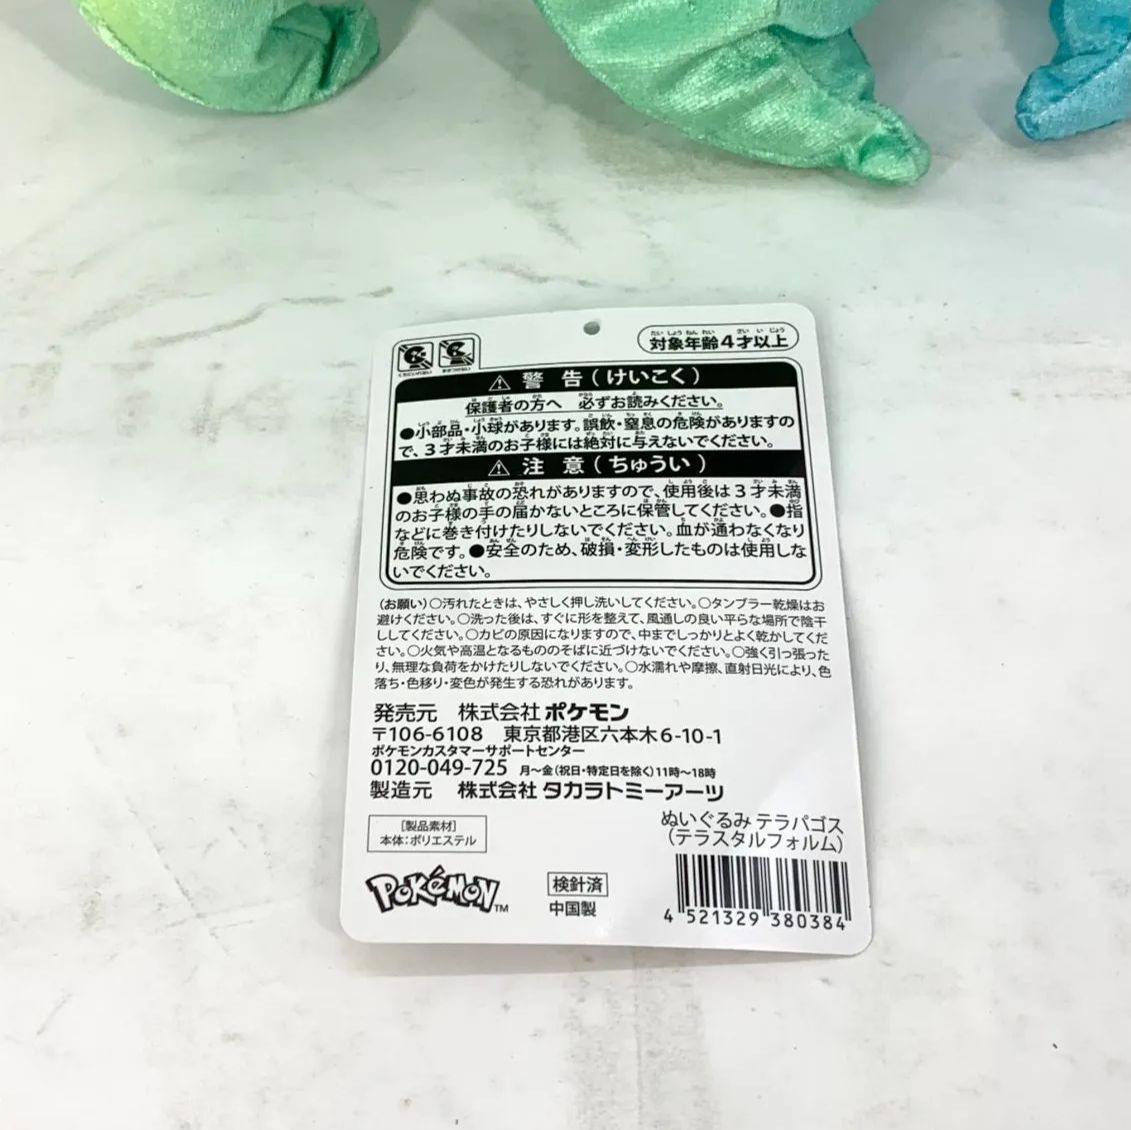 対象年齢4才以上
警告(けいこく)
保護者の方へ 必ずお読みください。
●小部品・小球があります。誤飲・窒息の危険がありますの
で、3才未満のお子様には絶対に与えないでください。
注意(ちゅうい)
●思わぬ事故の恐れがありますので、使用後は3才未満
のお子様の手の届かないところに保管してください。●指
などに巻き付けたりしないでください。血が通わなくなり
危険です。●安全のため、破損・変形したものは使用しな
いでください。
(お願い)○汚れたときは、やさしく押し洗いしてください。○タンブラー乾燥はお
避けください。○洗った後は、すぐに形を整えて、風通しの良い平らな場所で陰干
ししてください。○カビの原因になりますので、中までしっかりとよく乾かしてくだ
さい。○火気や高温となるもののそばに近づけないでください。○強く引っ張った
り、無理な負荷をかけたりしないでください。○水濡れや摩擦、直射日光により、色
落ち・色移り・変色が発生する恐れがあります。
発売元 株式会社ポケモン
〒106-6108 東京都港区六本木6-10-1
ポケモンカスタマーサポートセンター
0120-049-725 月~金(祝日・特定日を除く)11時~18時
製造元 株式会社タカラトミーアーツ
[製品素材]
本体:ポリエステル
ぬいぐるみ テラパゴス
(テラスタルフォルム)
POKéMON™
検針済
中国製
4 521329 380384